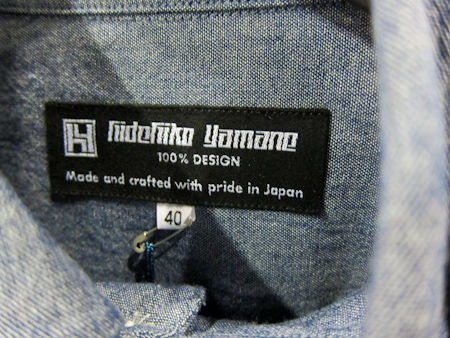 hidehiko yamane
100% DESIGN
Made and crafted with pride in Japan
40